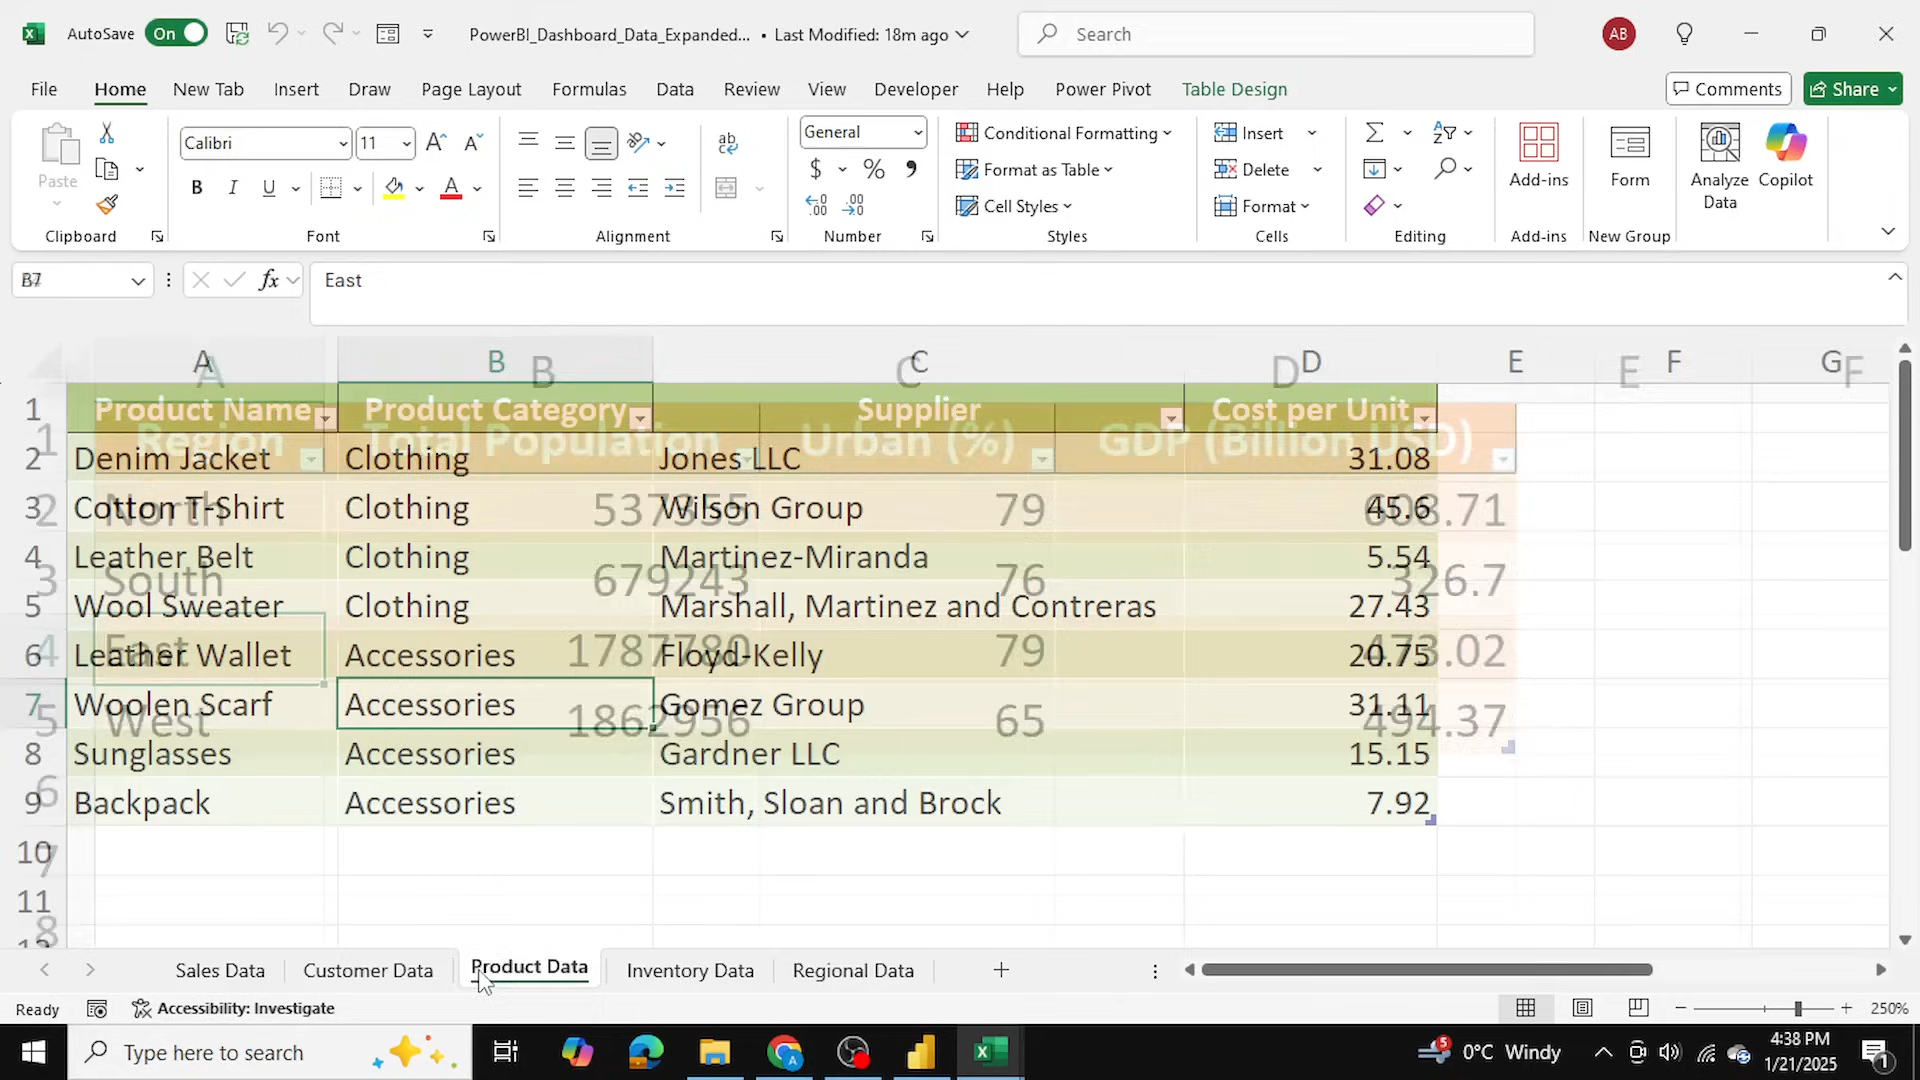 AutoSave On PowerBI_Dashboard_Data_Expanded... • Last Modified: 18m ago Search AB
File Home New Tab Insert Draw Page Layout Formulas Data Review View Developer Help Power Pivot Table Design Comments Share
Paste
Clipboard
Calibri 11
B I U A
Font
ab
Alignment
General
$ % 9
Number
Conditional Formatting
Format as Table
Cell Styles
Styles
Insert
Delete
Format
Cells
Editing
Add-ins
Add-ins
Form
New Group
Analyze Data
Copilot
fx East
A B C D E F G
A B C D E F
1 Product Name Product Category Supplier Cost per Unit
1 Region Total Population Urban (%) GDP (Billion USD)
2 Denim Jacket Clothing Jones LLC 31.08
2 North 537355 79 608.71
3 Cotton T-Shirt Clothing Wilson Group 45.6
4 Leather Belt Clothing Martinez-Miranda 5.54
3 South 679243 76 326.7
5 Wool Sweater Clothing Marshall, Martinez and Contreras 27.43
4 East 1787780 79 473.02
6 Leather Wallet Accessories Floyd-Kelly 20.75
7 Woolen Scarf Accessories Gomez Group 31.11
5 West 1862956 65 494.37
8 Sunglasses Accessories Gardner LLC 15.15
6
9 Backpack Accessories Smith, Sloan and Brock 7.92
10
7
11
8
Sales Data Customer Data Product Data Inventory Data Regional Data
Ready Accessibility: Investigate 250%
Type here to search 5 0°C Windy 4:38 PM
1/21/2025 1